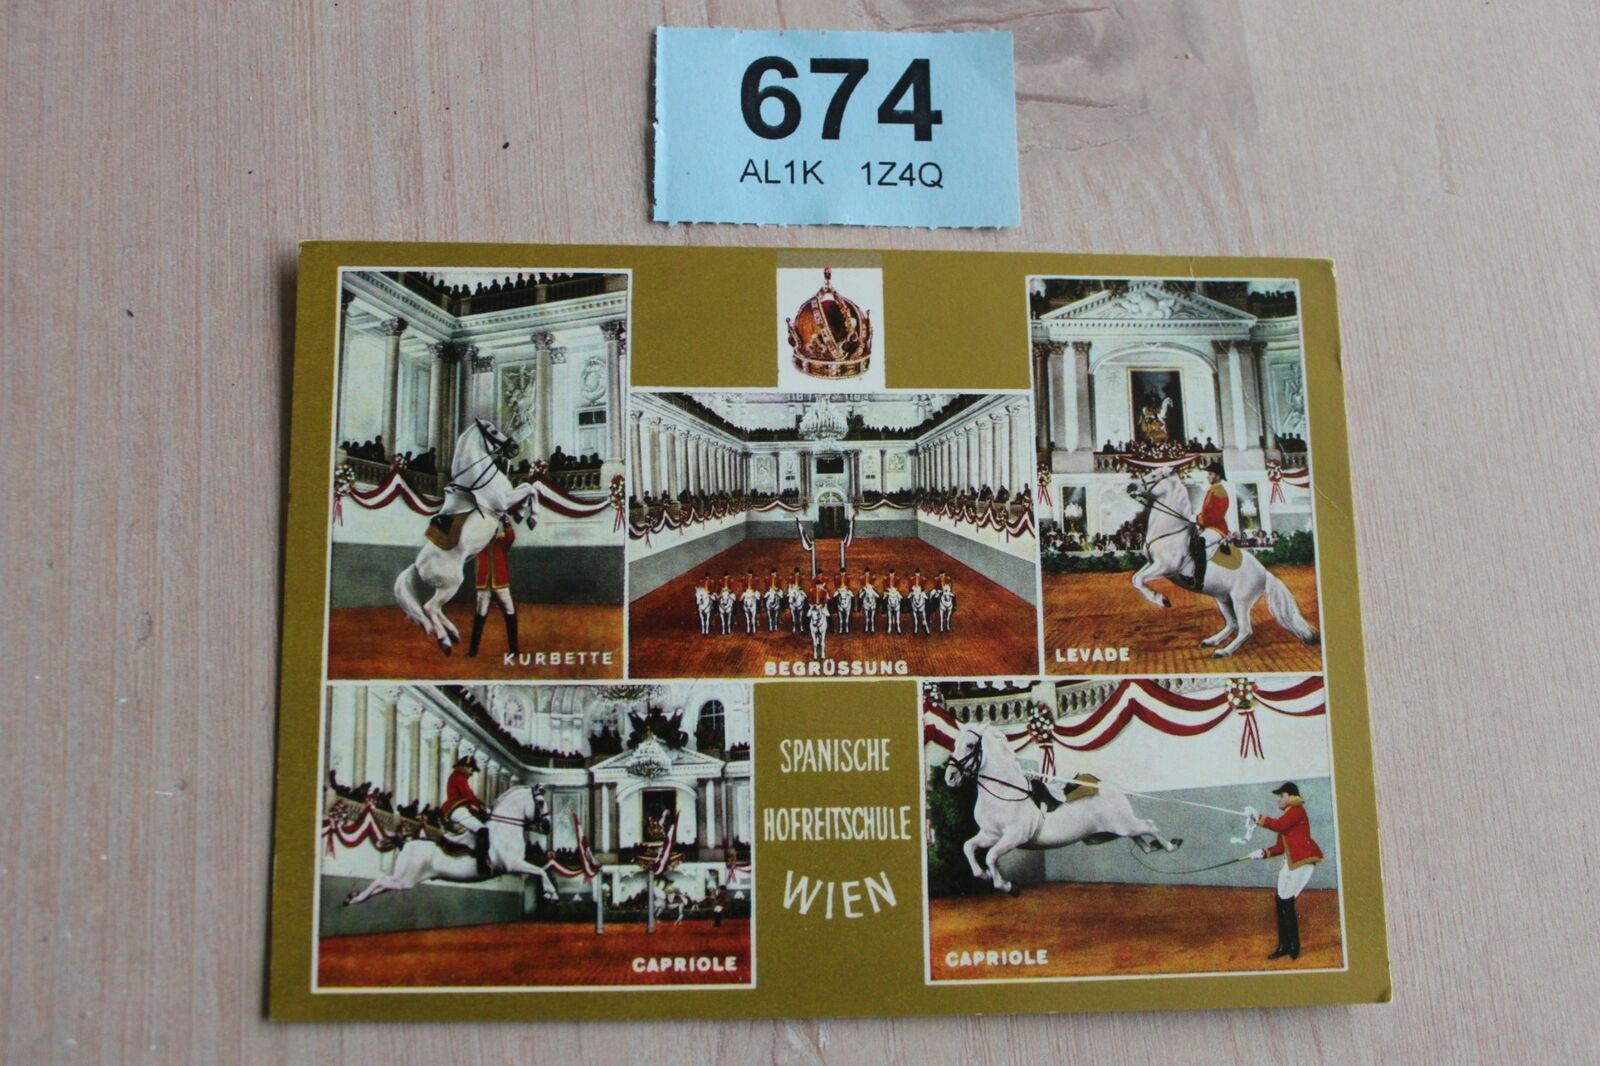 674
AL1K 1Z4Q
KURBETTE
BEGRÜSSUNG
LEVADE
CAPRIOLE
SPANISCHE
HOFREITSCHULE
WIEN
CAPRIOLE